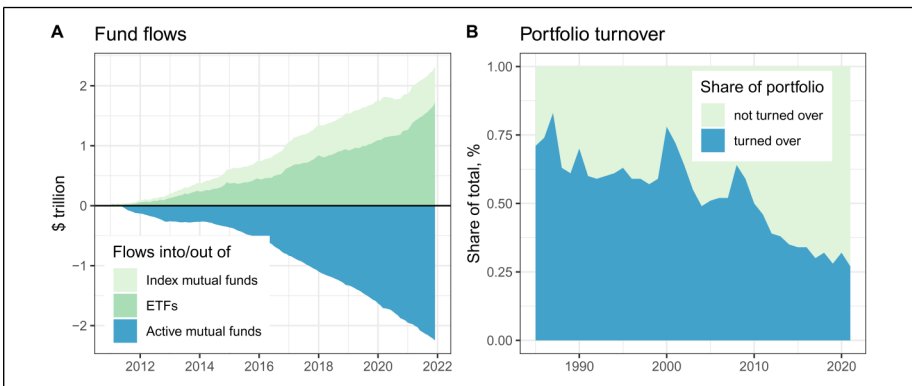 A Fund flows
$ trillion
2
1
0
−1
−2
Flows into/out of
Index mutual funds
ETFs
Active mutual funds
2012 2014 2016 2018 2020 2022
B Portfolio turnover
Share of total, %
1.00
0.75
0.50
0.25
0.00
Share of portfolio
not turned over
turned over
1990 2000 2010 2020